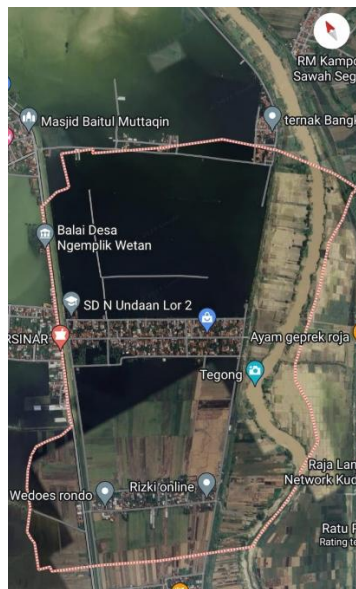 RM Kampo
Sawah Seg
Masjid Baitul Muttaqin
ternak Bangk
Balai Desa
Ngemplik Wetan
SD N Undaan Lor 2
RSINAR
Ayam geprek roja
Tegong
Raja Lan
Network Kud
Wedoes rondo
Rizki online
Ratu P
Rating te